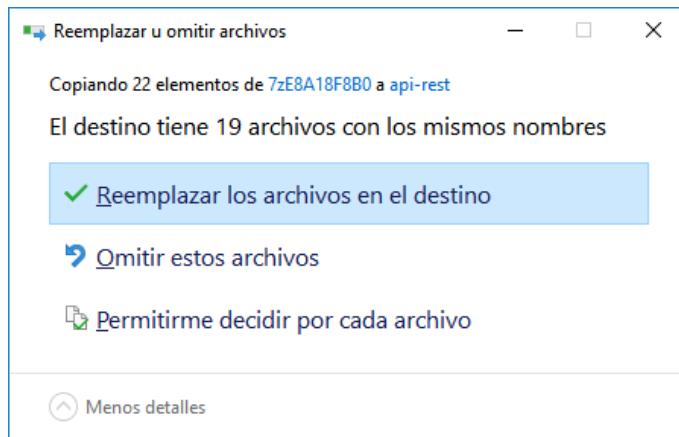 Reemplazar u omitir archivos
Copiando 22 elementos de 7zE8A18F8B0 a api-rest
El destino tiene 19 archivos con los mismos nombres
Reemplazar los archivos en el destino
Omitir estos archivos
Permitirme decidir por cada archivo
Menos detalles